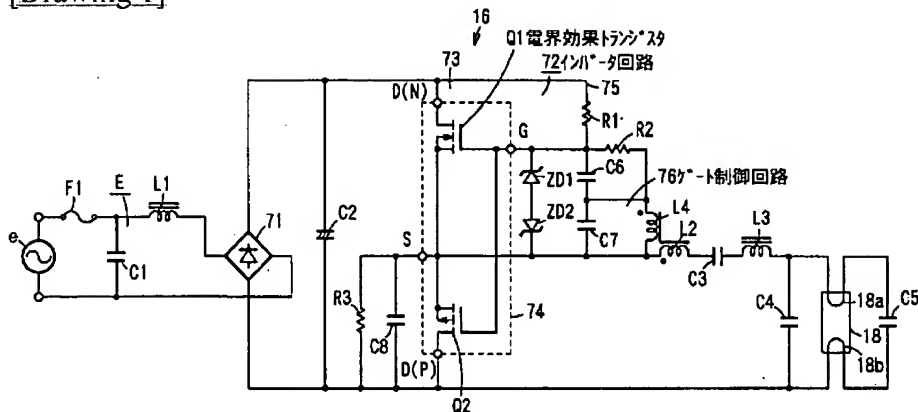 [Drawing 1]
16
Q1電界効果トランジスタ
72インバータ回路
73
75
D(N)
R1
G
R2
C6
ZD1
76ゲート制御回路
F1
E
L1
C2
ZD2
L4
L3
71
S
C7
L2
e
C1
C3
R3
C8
74
C4
18a
C5
18
18b
D(P)
Q2